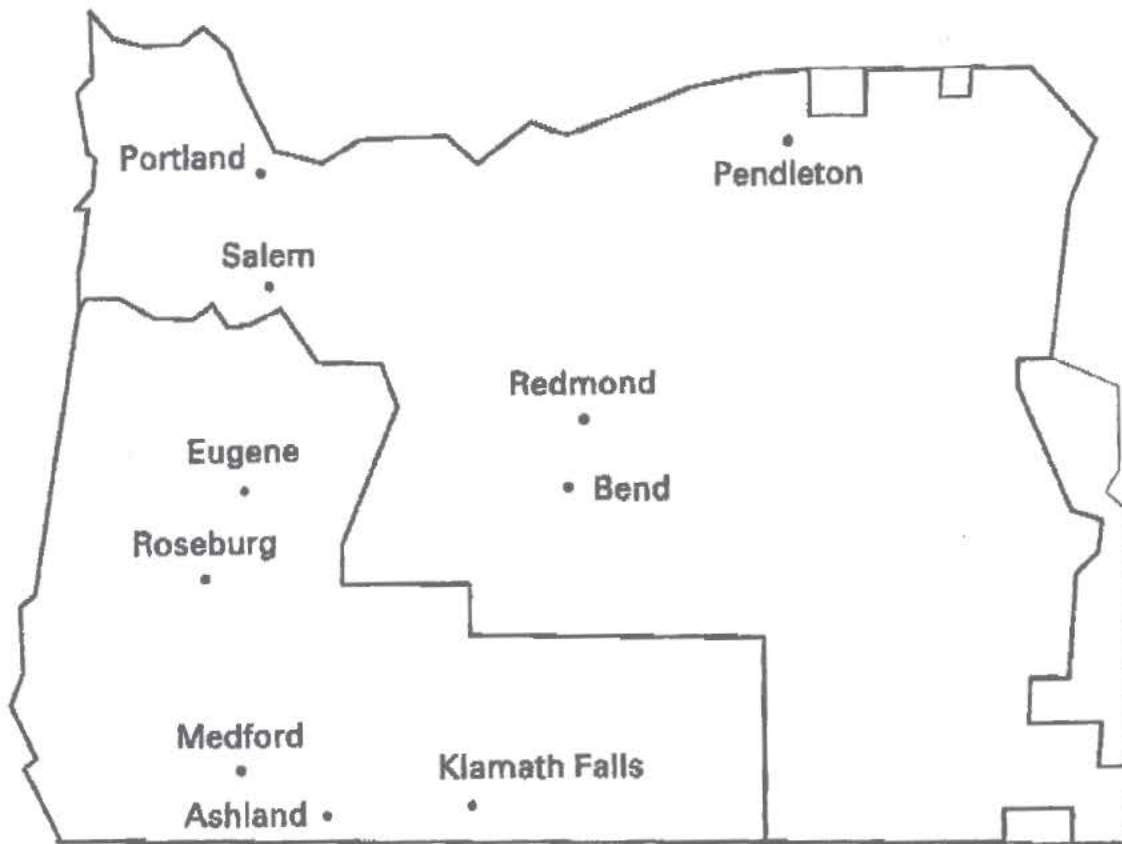 Portland
Pendleton
Salem
Redmond
Eugene
Bend
Roseburg
Medford
Klamath Falls
Ashland